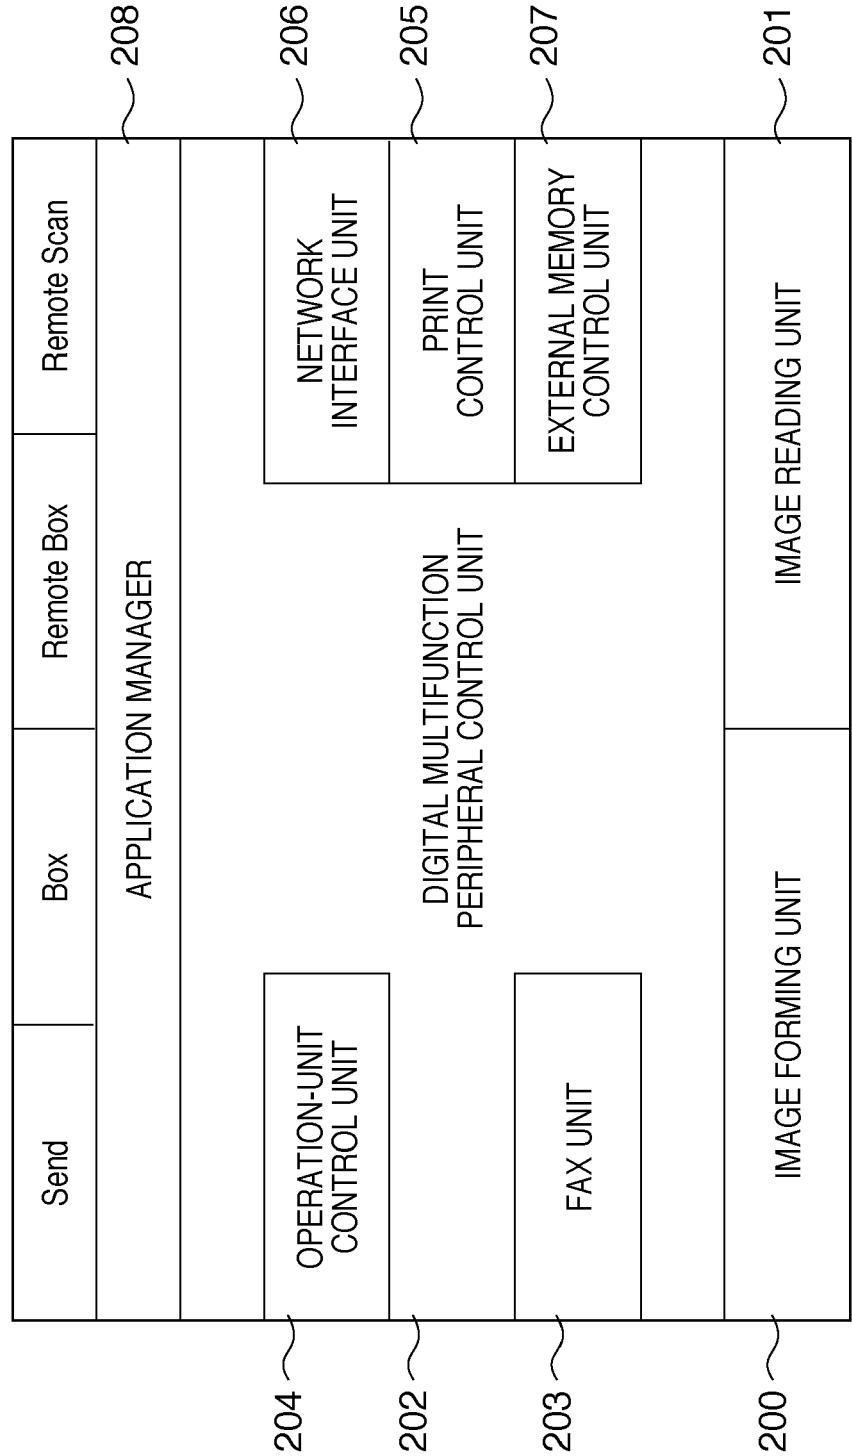 Send
Box
Remote Box
Remote Scan
APPLICATION MANAGER
208
204
OPERATION-UNIT
CONTROL UNIT
NETWORK
INTERFACE UNIT
206
202
DIGITAL MULTIFUNCTION
PERIPHERAL CONTROL UNIT
PRINT
CONTROL UNIT
205
203
FAX UNIT
EXTERNAL MEMORY
CONTROL UNIT
207
200
IMAGE FORMING UNIT
IMAGE READING UNIT
201